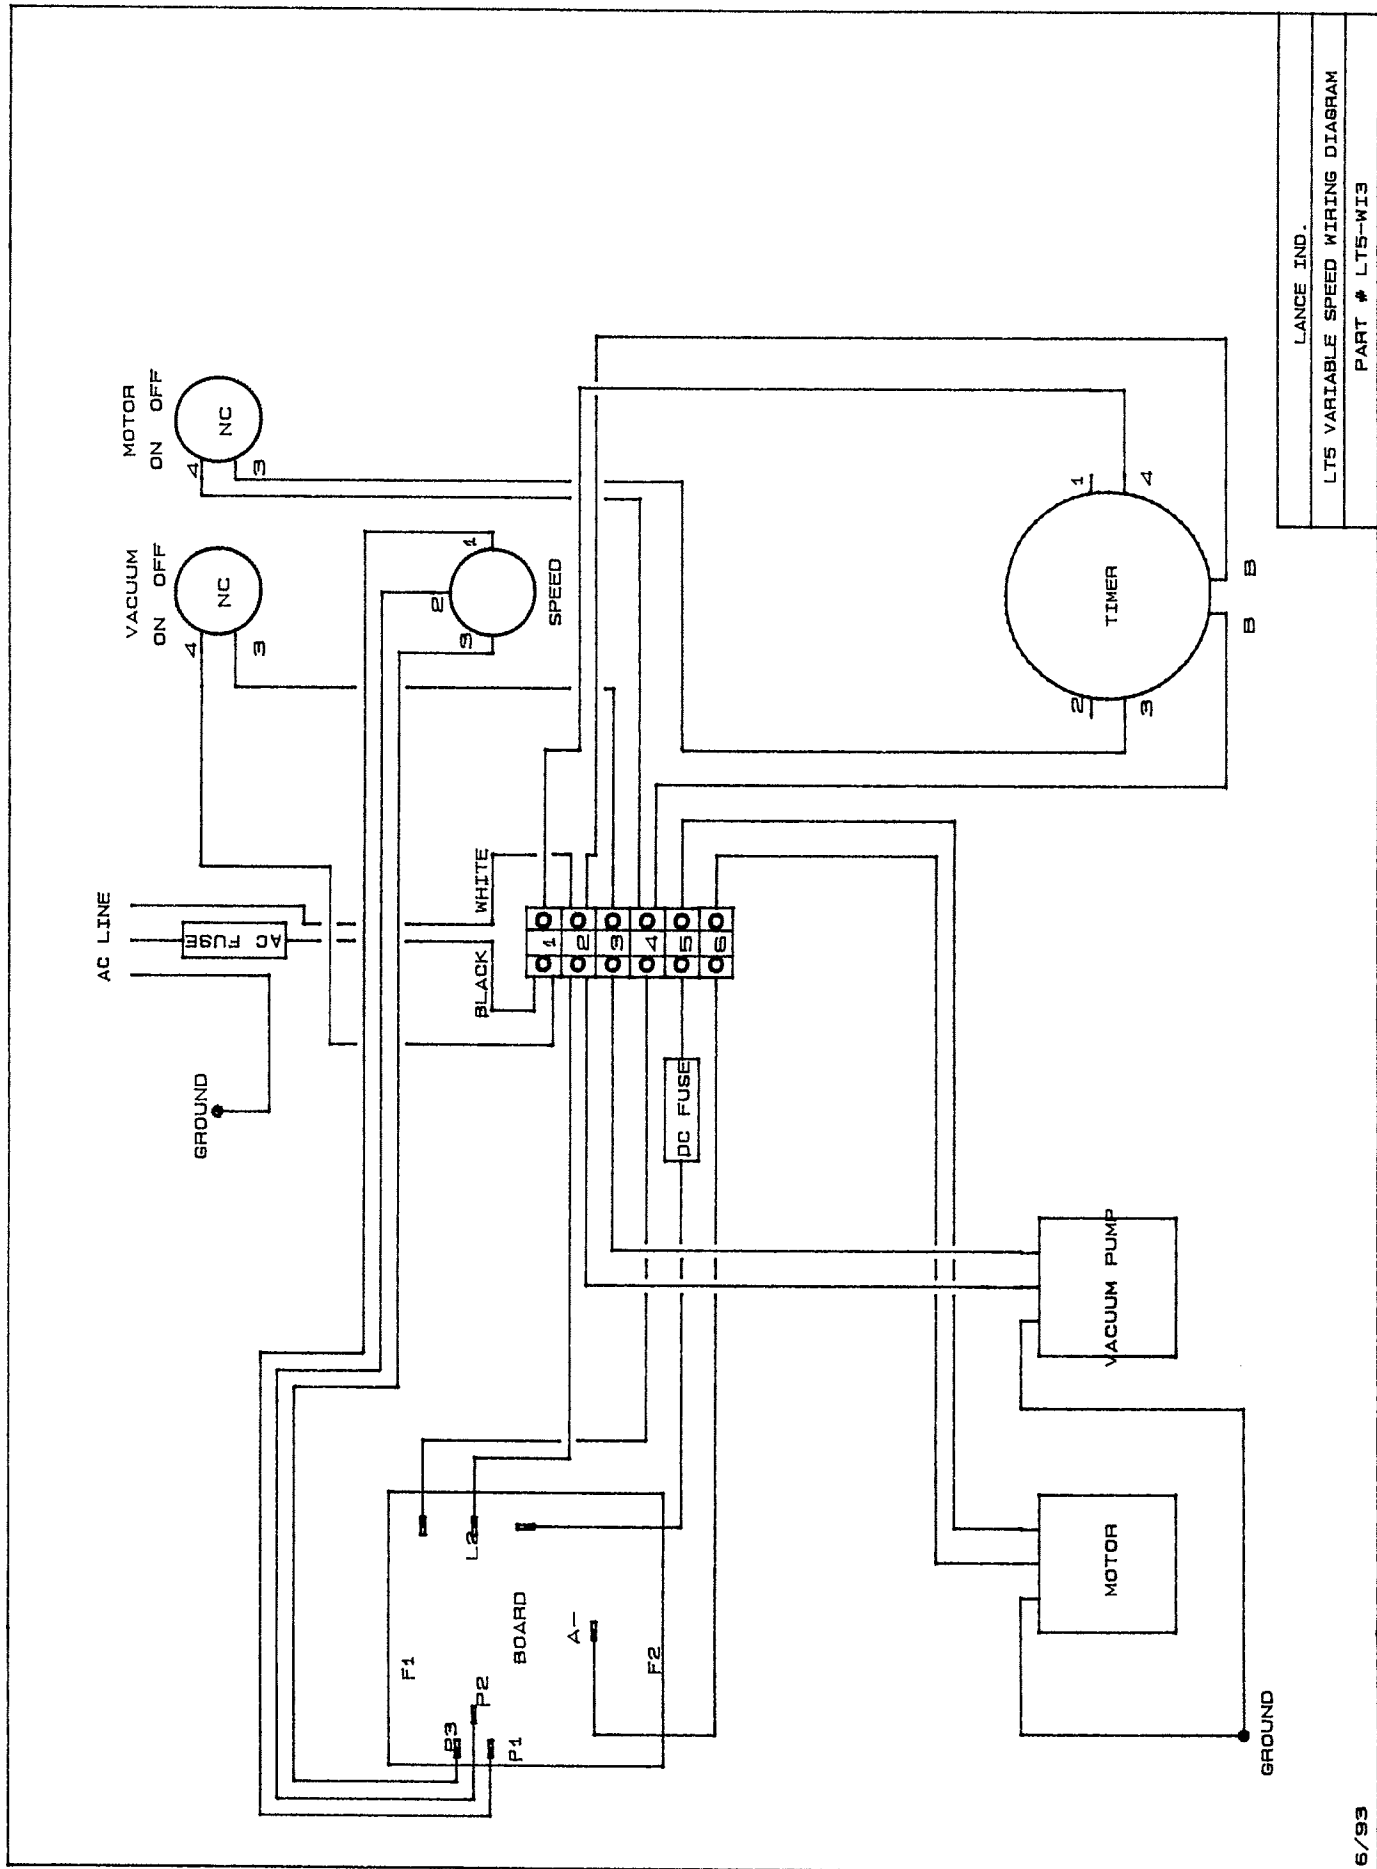 MOTOR
ON OFF
NC
4
3
VACUUM
ON OFF
NC
4
3
1
2
3
SPEED
AC LINE
AC FUSE
GROUND
BLACK
WHITE
1
2
3
4
5
6
DC FUSE
TIMER
1
4
2
3
B
B
VACUUM PUMP
MOTOR
GROUND
F1
L2
BOARD
A-
F2
P3
P2
P1
LANCE IND.
LT5 VARIABLE SPEED WIRING DIAGRAM
PART # LT5-WI3
6/93